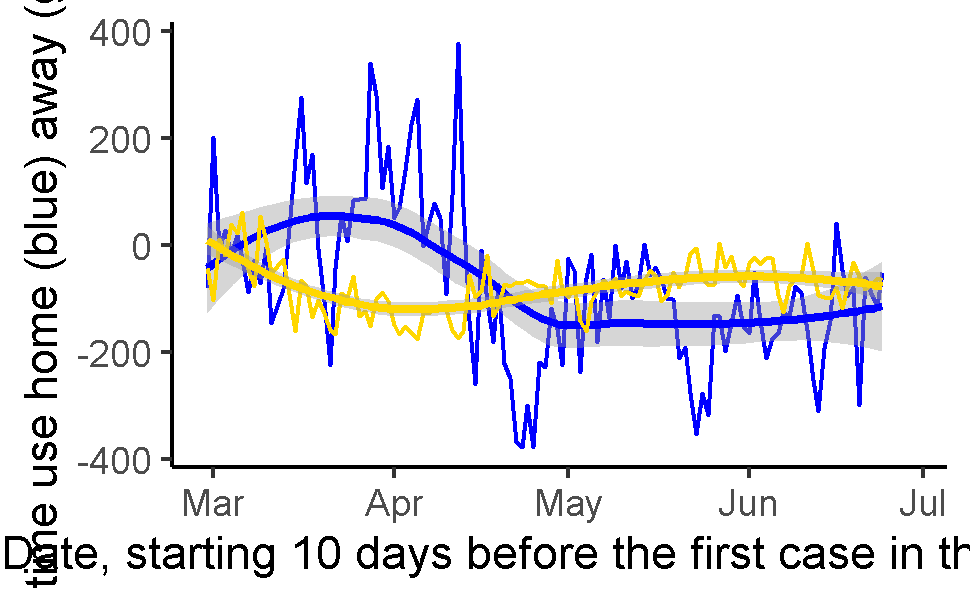 400
200
0
-200
-400
time use home (blue) away (
Mar Apr May Jun Jul
Date, starting 10 days before the first case in th